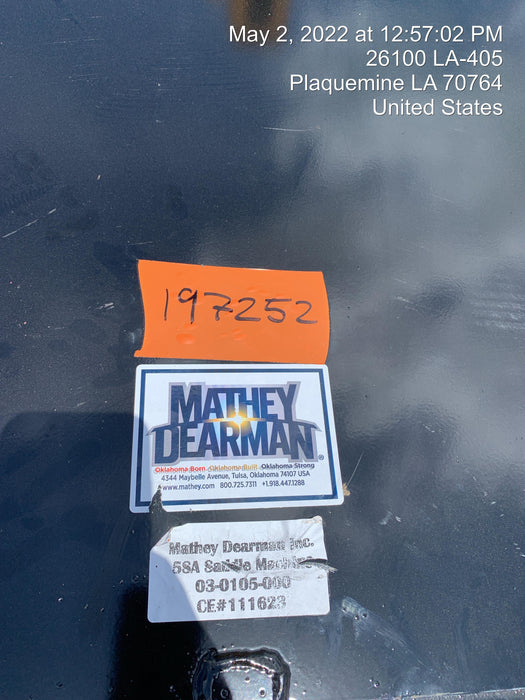 May 2, 2022 at 12:57:02 PM
26100 LA-405
Plaquemine LA 70764
United States
197252
MATHEY
DEARMAN®
Oklahoma Born. Oklahoma Built. Oklahoma Strong
4344 Maybelle Avenue, Tulsa, Oklahoma 74107 USA
www.mathey.com 800.725.7311 +1.918.447.1288
Mathey Dearman Inc.
5SA Saddle Machine
03-0105-000
CE#111623